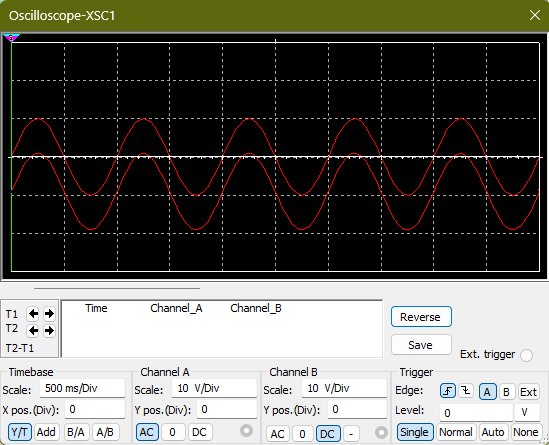 Oscilloscope-XSC1
T1
T2
T2-T1
Time Channel_A Channel_B
Reverse
Save
Ext. trigger
Timebase
Scale: 500 ms/Div
X pos.(Div): 0
Y/T Add B/A A/B
Channel A
Scale: 10 V/Div
Y pos.(Div): 0
AC 0 DC
Channel B
Scale: 10 V/Div
Y pos.(Div): 0
AC 0 DC -
Trigger
Edge: A B Ext
Level: 0 V
Single Normal Auto None